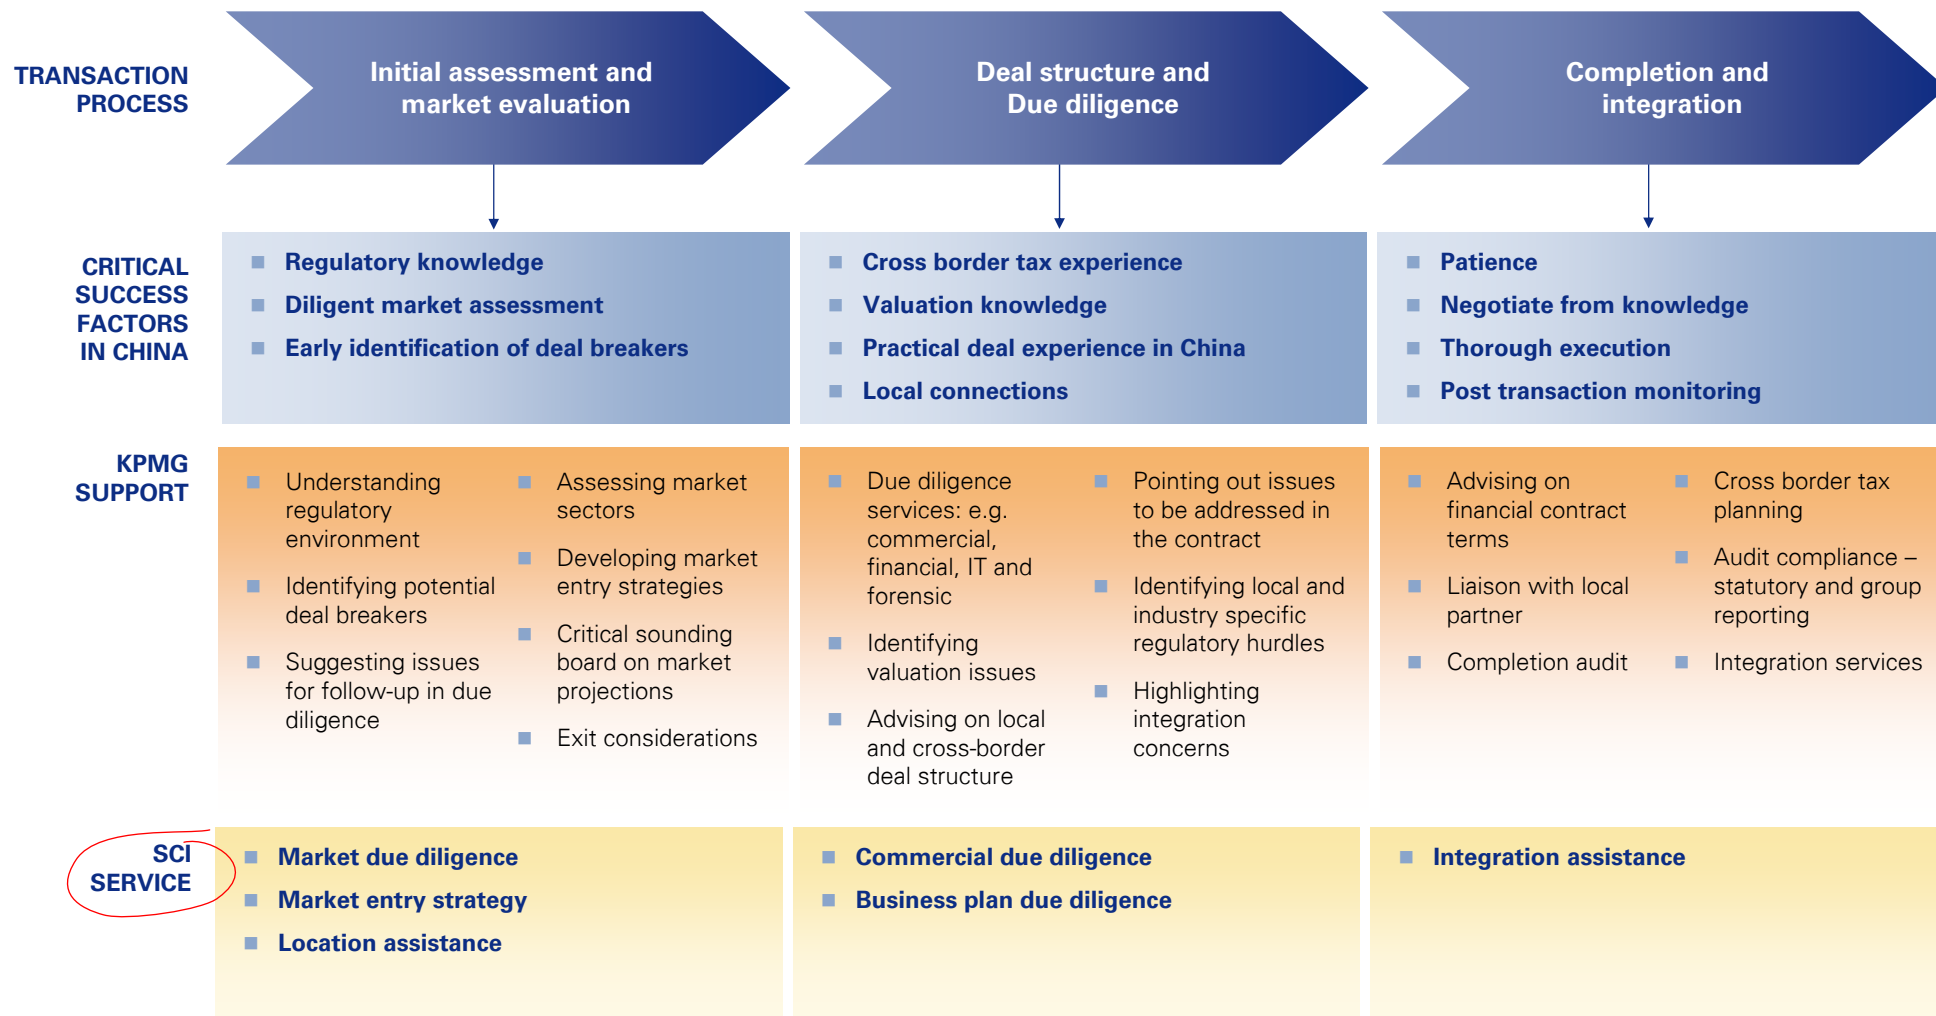 TRANSACTION
PROCESS
Initial assessment and
market evaluation
Deal structure and
Due diligence
Completion and
integration
CRITICAL
SUCCESS
FACTORS
IN CHINA
Regulatory knowledge
Diligent market assessment
Early identification of deal breakers
Cross border tax experience
Valuation knowledge
Practical deal experience in China
Local connections
Patience
Negotiate from knowledge
Thorough execution
Post transaction monitoring
KPMG
SUPPORT
Understanding
regulatory
environment
Identifying potential
deal breakers
Suggesting issues
for follow-up in due
diligence
Assessing market
sectors
Developing market
entry strategies
Critical sounding
board on market
projections
Exit considerations
Due diligence
services: e.g.
commercial,
financial, IT and
forensic
Identifying
valuation issues
Advising on local
and cross-border
deal structure
Pointing out issues
to be addressed in
the contract
Identifying local and
industry specific
regulatory hurdles
Highlighting
integration
concerns
Advising on
financial contract
terms
Liaison with local
partner
Completion audit
Cross border tax
planning
Audit compliance –
statutory and group
reporting
Integration services
SCI
SERVICE
Market due diligence
Market entry strategy
Location assistance
Commercial due diligence
Business plan due diligence
Integration assistance